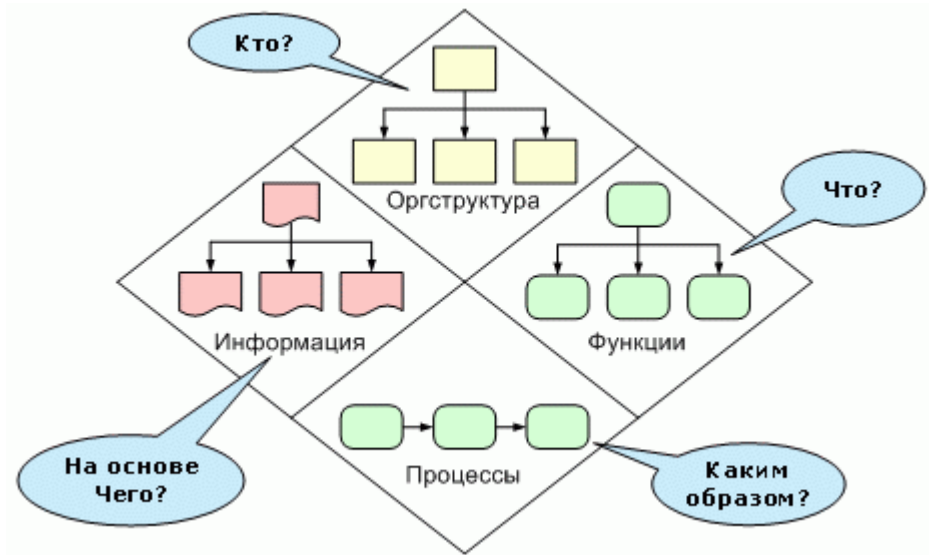 Кто?
Оргструктура
Что?
Информация
Функции
На основе
Чего?
Процессы
Каким
образом?